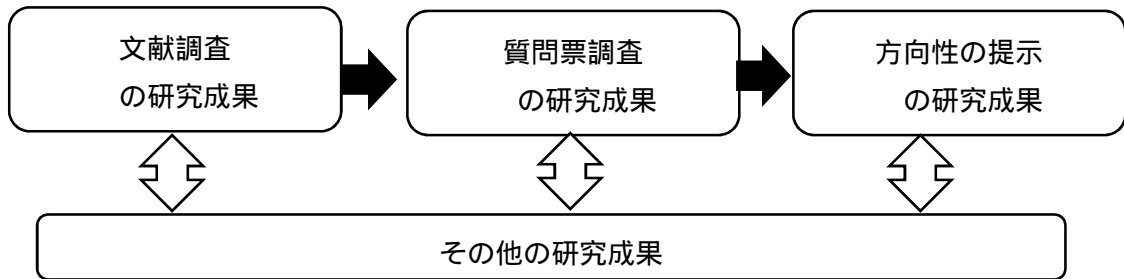 文献調査
の研究成果
質問票調査
の研究成果
方向性の提示
の研究成果
その他の研究成果